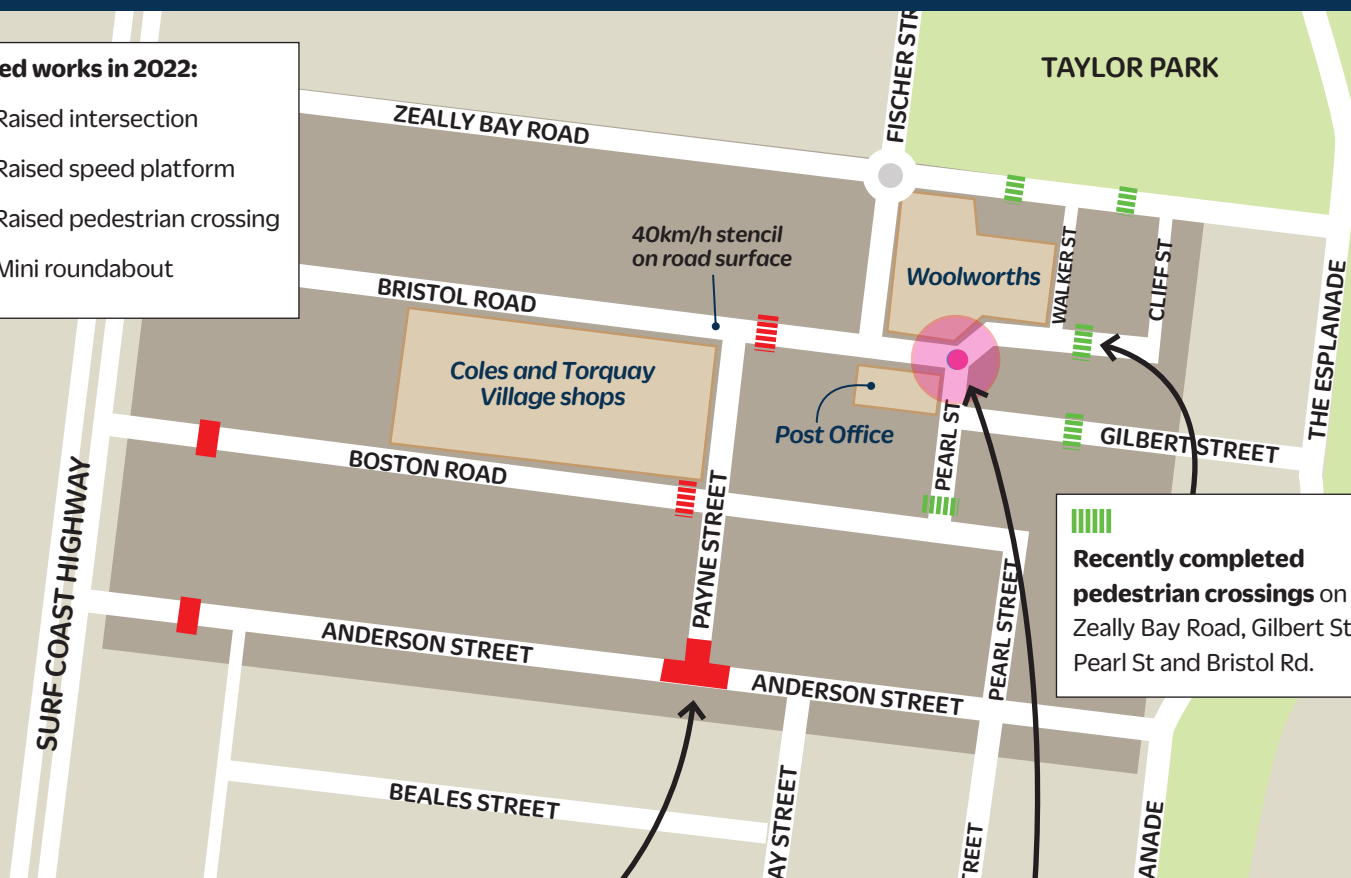 ed works in 2022:
Raised intersection
Raised speed platform
Raised pedestrian crossing
Mini roundabout
FISCHER STR
TAYLOR PARK
ZEALLY BAY ROAD
40km/h stencil
on road surface
Woolworths
WALKER ST
CLIFF ST
THE ESPLANADE
BRISTOL ROAD
Coles and Torquay
Village shops
Post Office
PEARL ST
GILBERT STREET
BOSTON ROAD
PAYNE STREET
SURF COAST HIGHWAY
Recently completed
pedestrian crossings on
Zeally Bay Road, Gilbert St
Pearl St and Bristol Rd.
PEARL STREET
ANDERSON STREET
ANDERSON STREET
BEALES STREET
AY STREET
REET
ANADE